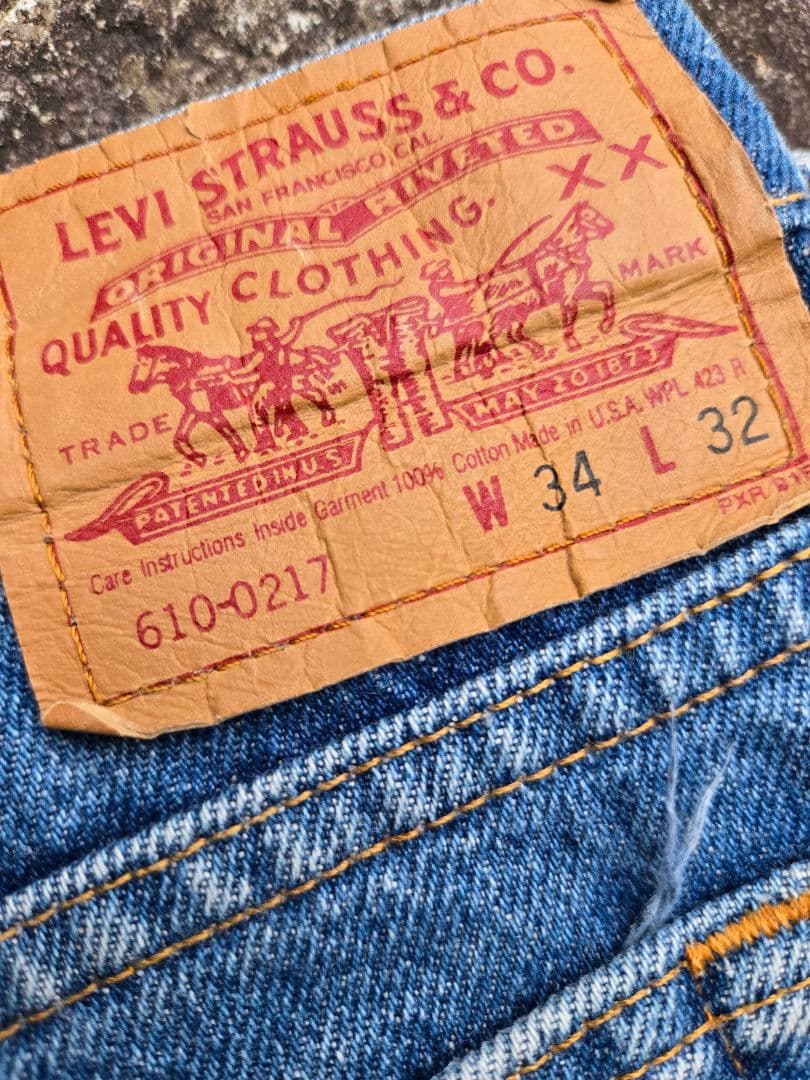 LEVI STRAUSS & CO.
SAN FRANCISCO, CAL.
ORIGINAL RIVETED
QUALITY CLOTHING.
XX
TRADE MARK
PATENTED IN U.S.
MAY 20 1873
Care Instructions Inside Garment 100% Cotton Made in U.S.A. WPL 423 R
W 34 L 32
610-0217